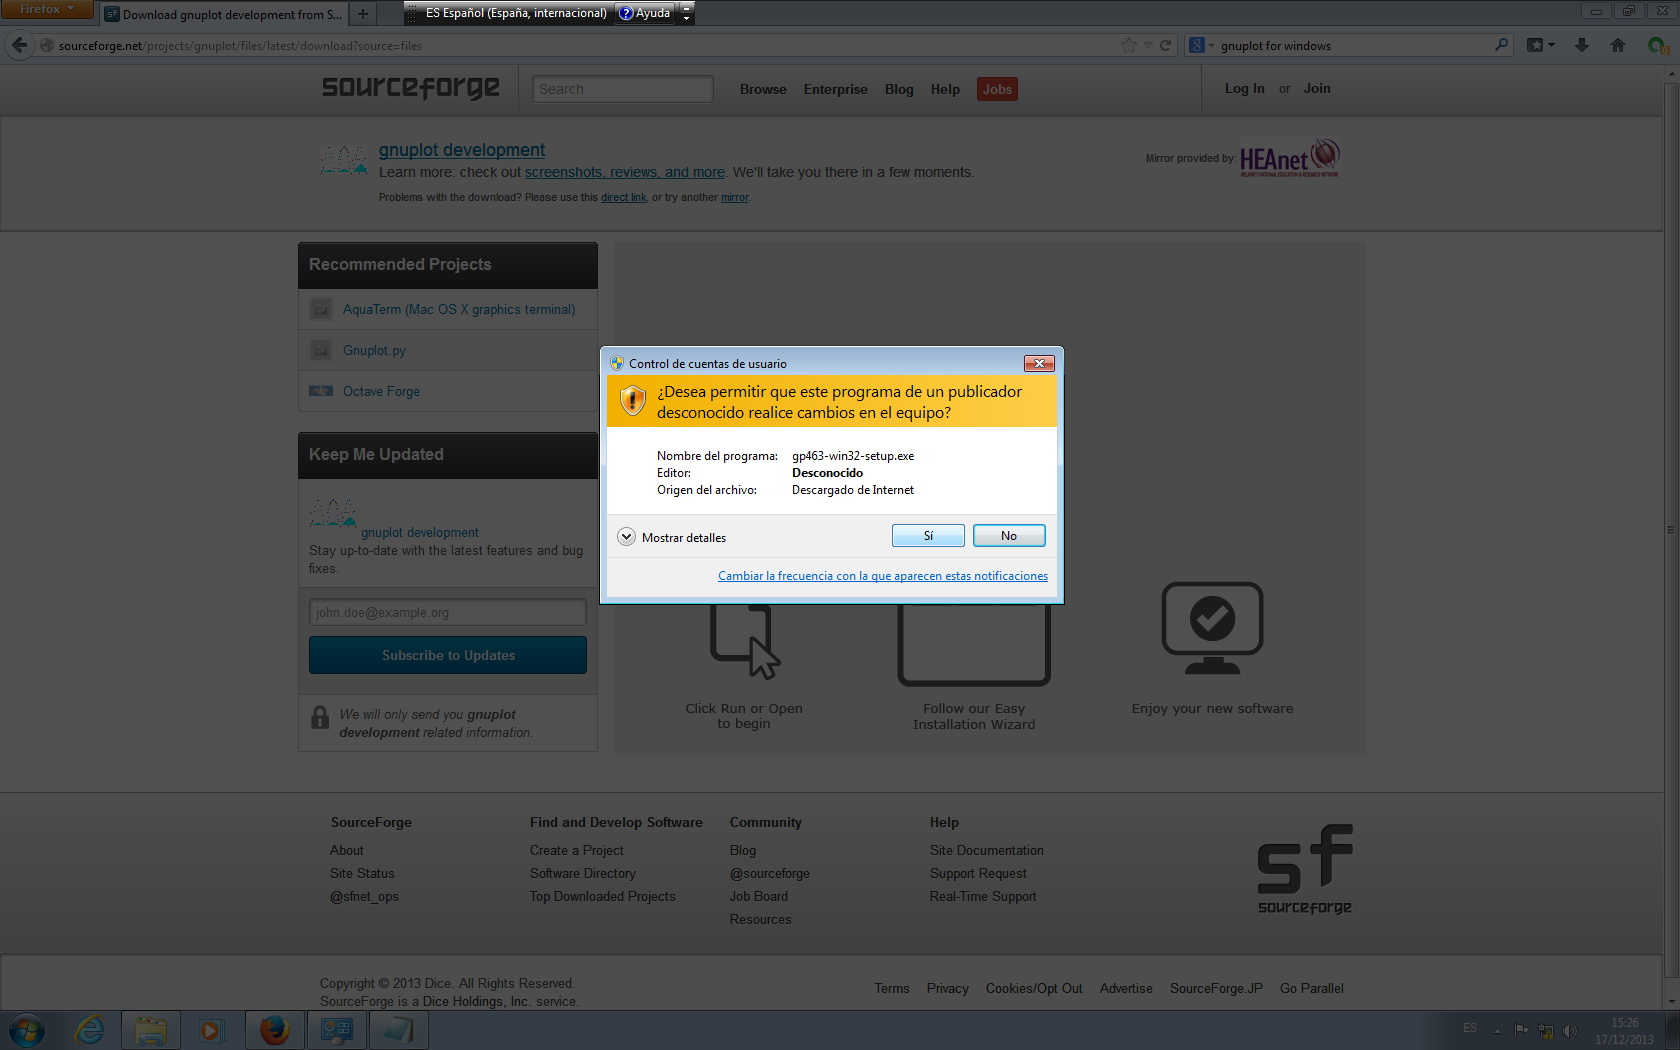 Firefox
Download gnuplot development from S...
ES Español (España, internacional)
Ayuda
sourceforge.net/projects/gnuplot/files/latest/download?source=files
gnuplot for windows
sourceforge
Search
Browse
Enterprise
Blog
Help
Jobs
Log In or Join
gnuplot development
Learn more: check out screenshots, reviews, and more. We'll take you there in a few moments.
Problems with the download? Please use this direct link, or try another mirror.
Mirror provided by:
HEAnet
IRELAND'S NATIONAL EDUCATION & RESEARCH NETWORK
Recommended Projects
AquaTerm (Mac OS X graphics terminal)
Gnuplot.py
Octave Forge
Keep Me Updated
gnuplot development
Stay up-to-date with the latest features and bug
fixes.
john.doe@example.org
Subscribe to Updates
We will only send you gnuplot
development related information.
Control de cuentas de usuario
¿Desea permitir que este programa de un publicador
desconocido realice cambios en el equipo?
Nombre del programa: gp463-win32-setup.exe
Editor: Desconocido
Origen del archivo: Descargado de Internet
Mostrar detalles
Sí
No
Cambiar la frecuencia con la que aparecen estas notificaciones
Click Run or Open
to begin
Follow our Easy
Installation Wizard
Enjoy your new software
SourceForge
About
Site Status
@sfnet_ops
Find and Develop Software
Create a Project
Software Directory
Top Downloaded Projects
Community
Blog
@sourceforge
Job Board
Resources
Help
Site Documentation
Support Request
Real-Time Support
sf
sourceforge
Copyright © 2013 Dice. All Rights Reserved.
SourceForge is a Dice Holdings, Inc. service.
Terms
Privacy
Cookies/Opt Out
Advertise
SourceForge.JP
Go Parallel
ES
15:26
17/12/2013